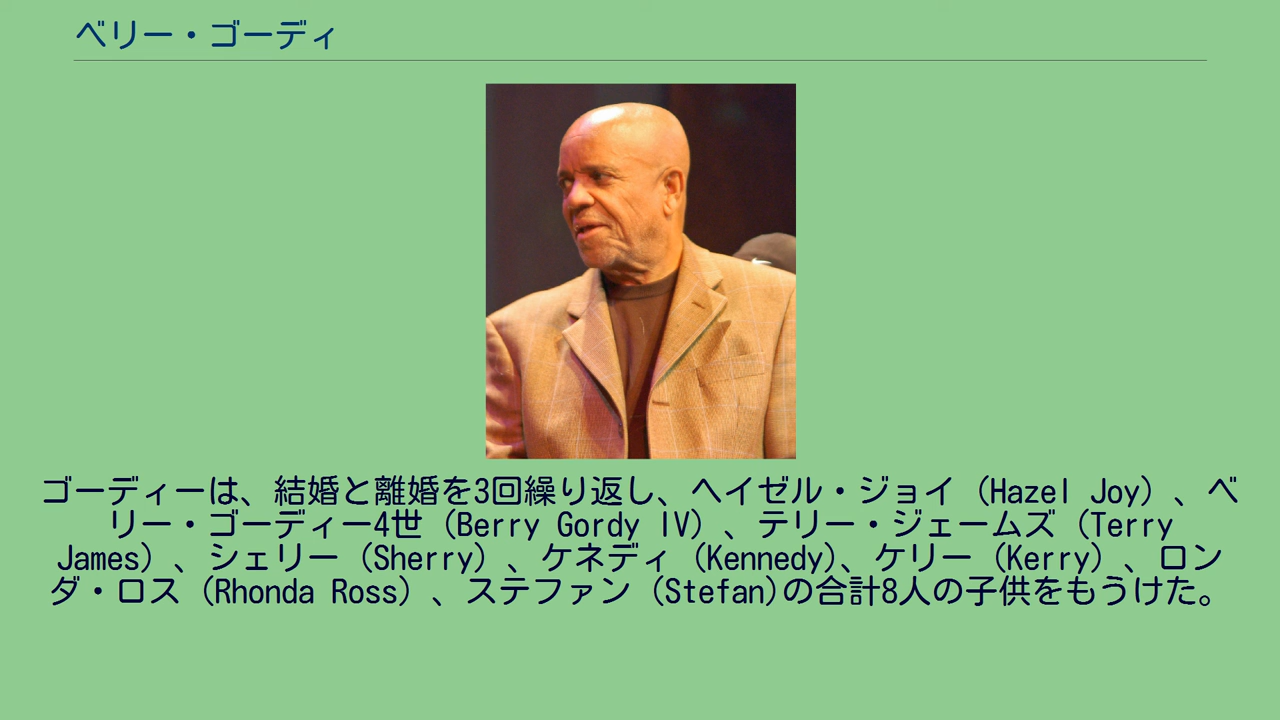 ベリー・ゴーディ
ゴーディーは、結婚と離婚を3回繰り返し、ヘイゼル・ジョイ（Hazel Joy）、ベ
リー・ゴーディー4世（Berry Gordy IV）、テリー・ジェームズ（Terry
James）、シェリー（Sherry）、ケネディ（Kennedy)、ケリー（Kerry）、ロン
ダ・ロス（Rhonda Ross）、ステファン（Stefan)の合計8人の子供をもうけた。